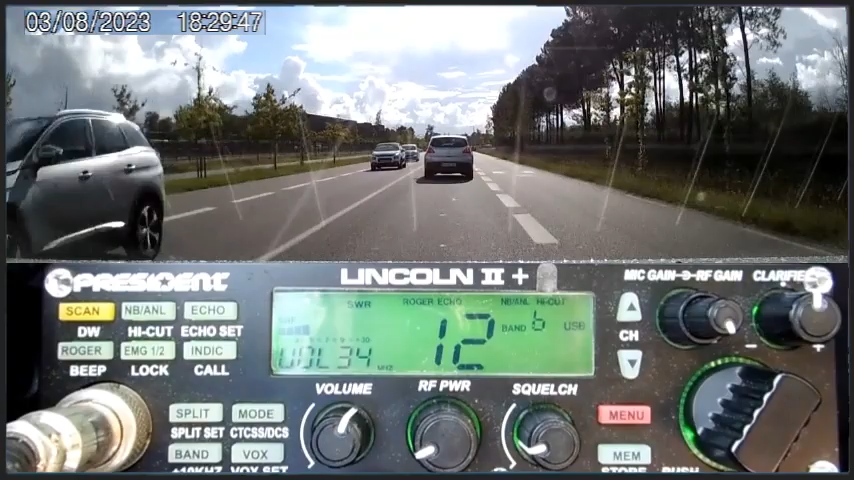 03/08/2023 18:29:47
PRESIDENT LINCOLN II + MIC GAIN RF GAIN CLARIFIER
SCAN NB/ANL ECHO
DW HI-CUT ECHO SET
ROGER EMG 1/2 INDIC
BEEP LOCK CALL
SWR ROGER ECHO NB/ANL HI-CUT
12 BAND b USB
VOL34
CH
- +
VOLUME RF PWR SQUELCH
SPLIT MODE
SPLIT SET CTCSS/DCS
BAND VOX
+10KHZ VOX SET
MENU
MEM
STORE PUSH